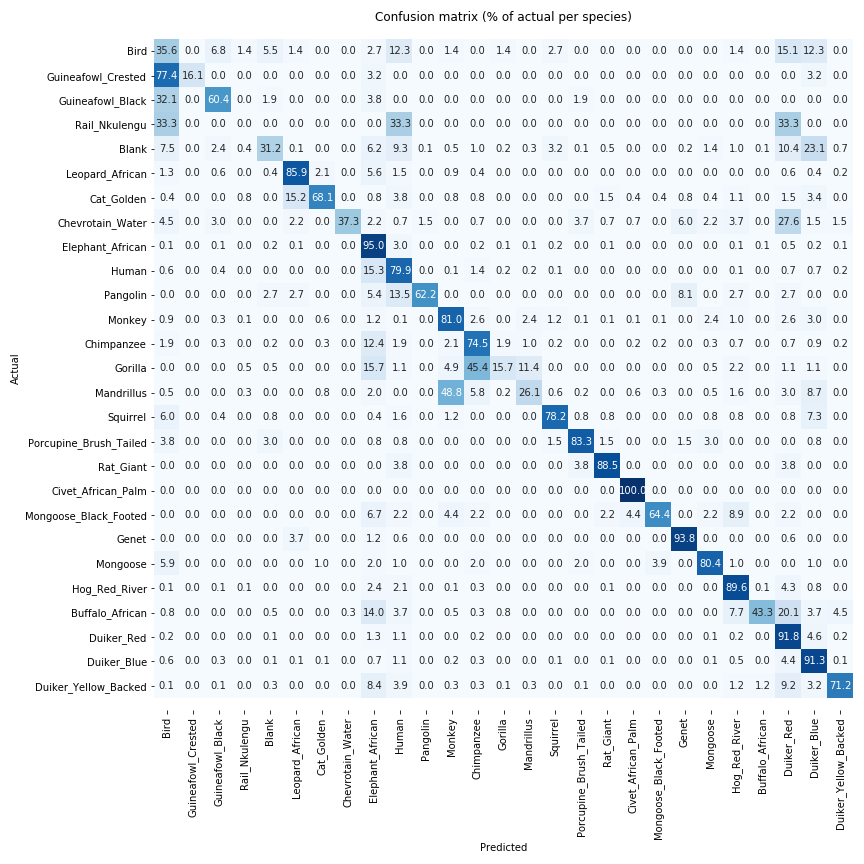 Confusion matrix (% of actual per species)
Actual
Bird 35.6 0.0 6.8 1.4 5.5 1.4 0.0 0.0 2.7 12.3 0.0 1.4 0.0 1.4 0.0 2.7 0.0 0.0 0.0 0.0 0.0 0.0 1.4 0.0 15.1 12.3 0.0
Guineafowl_Crested 77.4 16.1 0.0 0.0 0.0 0.0 0.0 0.0 3.2 0.0 0.0 0.0 0.0 0.0 0.0 0.0 0.0 0.0 0.0 0.0 0.0 0.0 0.0 0.0 0.0 3.2 0.0
Guineafowl_Black 32.1 0.0 60.4 0.0 1.9 0.0 0.0 0.0 3.8 0.0 0.0 0.0 0.0 0.0 0.0 0.0 1.9 0.0 0.0 0.0 0.0 0.0 0.0 0.0 0.0 0.0 0.0
Rail_Nkulengu 33.3 0.0 0.0 0.0 0.0 0.0 0.0 0.0 0.0 33.3 0.0 0.0 0.0 0.0 0.0 0.0 0.0 0.0 0.0 0.0 0.0 0.0 0.0 0.0 33.3 0.0 0.0
Blank 7.5 0.0 2.4 0.4 31.2 0.1 0.0 0.0 6.2 9.3 0.1 0.5 1.0 0.2 0.3 3.2 0.1 0.5 0.0 0.2 0.4 1.4 1.0 0.1 10.4 23.1 0.7
Leopard_African 1.3 0.0 0.6 0.0 0.4 85.9 2.1 0.0 5.6 1.5 0.0 0.9 0.4 0.0 0.0 0.0 0.0 0.0 0.0 0.0 0.0 0.0 0.0 0.0 0.6 0.4 0.2
Cat_Golden 0.4 0.0 0.0 0.8 0.0 15.2 68.1 0.0 0.8 3.8 0.0 0.8 0.8 0.0 0.4 0.0 0.0 1.5 0.4 0.4 0.8 0.4 1.1 0.0 1.5 3.4 0.0
Chevrotain_Water 4.5 0.0 3.0 0.0 0.0 2.2 0.0 37.3 2.2 0.7 1.5 0.0 0.7 0.0 0.0 0.0 3.7 0.7 0.7 0.0 6.0 2.2 3.7 0.0 27.6 1.5 1.5
Elephant_African 0.1 0.0 0.1 0.0 0.2 0.1 0.0 0.0 95.0 3.0 0.0 0.0 0.2 0.1 0.1 0.2 0.0 0.1 0.0 0.0 0.0 0.0 0.1 0.1 0.5 0.2 0.1
Human 0.6 0.0 0.4 0.0 0.0 0.0 0.0 0.0 15.3 79.9 0.0 0.1 1.4 0.2 0.2 0.1 0.0 0.0 0.0 0.0 0.0 0.0 0.1 0.0 0.7 0.7 0.2
Pangolin 0.0 0.0 0.0 0.0 2.7 2.7 0.0 0.0 5.4 13.5 62.2 0.0 0.0 0.0 0.0 0.0 0.0 0.0 0.0 0.0 8.1 0.0 2.7 0.0 2.7 0.0 0.0
Monkey 0.9 0.0 0.3 0.1 0.0 0.0 0.6 0.0 1.2 0.1 0.0 81.0 2.6 0.0 2.4 1.2 0.1 0.1 0.1 0.1 0.0 2.4 1.0 0.0 2.6 3.0 0.0
Chimpanzee 1.9 0.0 0.3 0.0 0.2 0.0 0.3 0.0 12.4 1.9 0.0 2.1 74.5 1.9 1.0 0.2 0.0 0.0 0.2 0.2 0.0 0.3 0.7 0.0 0.7 0.9 0.2
Gorilla 0.0 0.0 0.0 0.5 0.5 0.0 0.0 0.0 15.7 1.1 0.0 4.9 45.4 15.7 11.4 0.0 0.0 0.0 0.0 0.0 0.0 0.5 2.2 0.0 1.1 1.1 0.0
Mandrillus 0.5 0.0 0.0 0.3 0.0 0.0 0.8 0.0 2.0 0.0 0.0 48.8 5.8 0.2 26.1 0.6 0.2 0.0 0.6 0.3 0.0 0.5 1.6 0.0 3.0 8.7 0.0
Squirrel 6.0 0.0 0.4 0.0 0.8 0.0 0.0 0.0 0.4 1.6 0.0 1.2 0.0 0.0 0.0 78.2 0.8 0.8 0.0 0.4 0.0 0.8 0.8 0.0 0.8 7.3 0.0
Porcupine_Brush_Tailed 3.8 0.0 0.0 0.0 3.0 0.0 0.0 0.0 0.8 0.8 0.0 0.0 0.0 0.0 0.0 1.5 83.3 1.5 0.0 0.0 1.5 3.0 0.0 0.0 0.0 0.8 0.0
Rat_Giant 0.0 0.0 0.0 0.0 0.0 0.0 0.0 0.0 0.0 3.8 0.0 0.0 0.0 0.0 0.0 0.0 3.8 88.5 0.0 0.0 0.0 0.0 0.0 0.0 3.8 0.0 0.0
Civet_African_Palm 0.0 0.0 0.0 0.0 0.0 0.0 0.0 0.0 0.0 0.0 0.0 0.0 0.0 0.0 0.0 0.0 0.0 0.0 100.0 0.0 0.0 0.0 0.0 0.0 0.0 0.0 0.0
Mongoose_Black_Footed 0.0 0.0 0.0 0.0 0.0 0.0 0.0 0.0 6.7 2.2 0.0 4.4 2.2 0.0 0.0 0.0 0.0 2.2 4.4 64.4 0.0 2.2 8.9 0.0 2.2 0.0 0.0
Genet 0.0 0.0 0.0 0.0 0.0 3.7 0.0 0.0 1.2 0.6 0.0 0.0 0.0 0.0 0.0 0.0 0.0 0.0 0.0 0.0 93.8 0.0 0.0 0.0 0.6 0.0 0.0
Mongoose 5.9 0.0 0.0 0.0 0.0 0.0 1.0 0.0 2.0 1.0 0.0 0.0 2.0 0.0 0.0 0.0 2.0 0.0 0.0 3.9 0.0 80.4 1.0 0.0 0.0 1.0 0.0
Hog_Red_River 0.1 0.0 0.1 0.1 0.0 0.0 0.0 0.0 2.4 2.1 0.0 0.1 0.3 0.0 0.0 0.0 0.0 0.1 0.0 0.0 0.0 0.0 89.6 0.1 4.3 0.8 0.0
Buffalo_African 0.8 0.0 0.0 0.0 0.5 0.0 0.0 0.3 14.0 3.7 0.0 0.5 0.3 0.8 0.0 0.0 0.0 0.0 0.0 0.0 0.0 0.0 7.7 43.3 20.1 3.7 4.5
Duiker_Red 0.2 0.0 0.0 0.0 0.1 0.0 0.0 0.0 1.3 1.1 0.0 0.0 0.2 0.0 0.0 0.1 0.0 0.0 0.0 0.0 0.0 0.1 0.2 0.0 91.8 4.6 0.2
Duiker_Blue 0.6 0.0 0.3 0.0 0.1 0.1 0.1 0.0 0.7 1.1 0.0 0.2 0.3 0.0 0.0 0.1 0.0 0.1 0.0 0.0 0.0 0.1 0.5 0.0 4.4 91.3 0.1
Duiker_Yellow_Backed 0.1 0.0 0.1 0.0 0.3 0.0 0.0 0.0 8.4 3.9 0.0 0.3 0.3 0.1 0.3 0.0 0.1 0.0 0.0 0.0 0.0 0.0 1.2 1.2 9.2 3.2 71.2
Bird
Guineafowl_Crested
Guineafowl_Black
Rail_Nkulengu
Blank
Leopard_African
Cat_Golden
Chevrotain_Water
Elephant_African
Human
Pangolin
Monkey
Chimpanzee
Gorilla
Mandrillus
Squirrel
Porcupine_Brush_Tailed
Rat_Giant
Civet_African_Palm
Mongoose_Black_Footed
Genet
Mongoose
Hog_Red_River
Buffalo_African
Duiker_Red
Duiker_Blue
Duiker_Yellow_Backed
Predicted